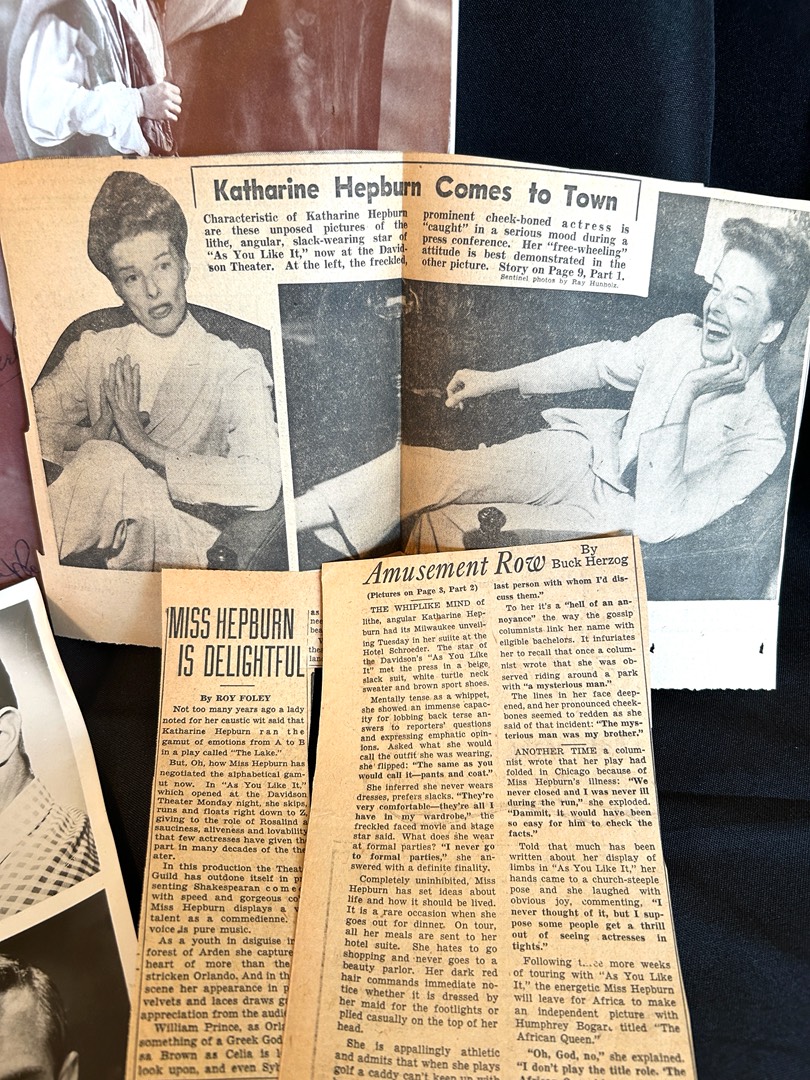 Katharine Hepburn Comes to Town
Characteristic of Katharine Hepburn
are these unposed pictures of the
lithe, angular, slack-wearing star of
"As You Like It," now at the David-
son Theater. At the left, the freckled,
prominent cheek-boned actress is
"caught" in a serious mood during a
press conference. Her "free-wheeling"
attitude is best demonstrated in the
other picture. Story on Page 9, Part 1.
Sentinel photos by Ray Hunholz.
MISS HEPBURN
IS DELIGHTFUL
By ROY FOLEY
Not too many years ago a lady
noted for her caustic wit said that
Katharine Hepburn ran the
gamut of emotions from A to B
in a play called "The Lake."
But, Oh, how Miss Hepburn has
negotiated the alphabetical gam-
ut now. In "As You Like It,"
which opened at the Davidson
Theater Monday night, she skips,
runs and floats right down to Z,
giving to the role of Rosalind a
sauciness, aliveness and lovability
that few actresses have given the
part in many decades of the the
ater.
In this production the Theat
Guild has outdone itself in p
senting Shakespearan come
with speed and gorgeous co
Miss Hepburn displays a
talent as a commedienne.
voice is pure music.
As a youth in dsiguise i
forest of Arden she capture
heart of more than the
stricken Orlando. And in th
scene her appearance in p
velvets and laces draws g
appreciation from the audi
William Prince, as Orl
something of a Greek God
sa Brown as Celia is l
look upon, and even Syb
as
nee
bea
the
lan
Amusement Row By
Buck Herzog
(Pictures on Page 3, Part 2)
THE WHIPLIKE MIND of
lithe, angular Katharine Hep-
burn had its Milwaukee unveil-
ing Tuesday in her suiite at the
Hotel Schroeder. The star of
the Davidson's "As You Like
It" met the press in a beige
slack suit, white turtle neck
sweater and brown sport shoes.
Mentally tense as a whippet,
she showed an immense capac-
ity for lobbing back terse an-
swers to reporters' questions
and expressing emphatic opin-
ions. Asked what she would
call the outfit she was wearing,
she flipped: "The same as you
would call it—pants and coat."
She inferred she never wears
dresses, prefers slacks. "They're
very comfortable—they're all I
have in my wardrobe," the
freckled faced movie and stage
star said. What does she wear
at formal parties? "I never go
to formal parties," she an-
swered with a definite finality.
Completely uninhibited, Miss
Hepburn has set ideas about
life and how it should be lived.
It is a rare occasion when she
goes out for dinner. On tour,
all her meals are sent to her
hotel suite. She hates to go
shopping and never goes to a
beauty parlor. Her dark red
hair commands immediate no-
tice whether it is dressed by
her maid for the footlights or
plied casually on the top of her
head.
She is appallingly athletic
and admits that when she plays
golf a caddy can't keep up with
last person with whom I'd dis-
cuss them."
To her it's a "hell of an an-
noyance" the way the gossip
columnists link her name with
eligible bachelors. It infuriates
her to recall that once a colum-
nist wrote that she was ob-
served riding around a park
with "a mysterious man."
The lines in her face deep-
ened, and her pronounced cheek-
bones seemed to redden as she
said of that incident: "The mys-
terious man was my brother."
ANOTHER TIME a colum-
nist wrote that her play had
folded in Chicago because of
Miss Hepburn's illness: "We
never closed and I was never ill
during the run," she exploded.
"Dammit, it would have been
so easy for him to check the
facts."
Told that much has been
written about her display of
limbs in "As You Like It," her
hands came to a church-steeple
pose and she laughed with
obvious joy, commenting, "I
never thought of it, but I sup-
pose some people get a thrill
out of seeing actresses in
tights."
Following more weeks
of touring with "As You Like
It," the energetic Miss Hepburn
will leave for Africa to make
an independent picture with
Humphrey Bogart titled "The
African Queen."
"Oh, God, no," she explained.
"I don't play the title role. 'The